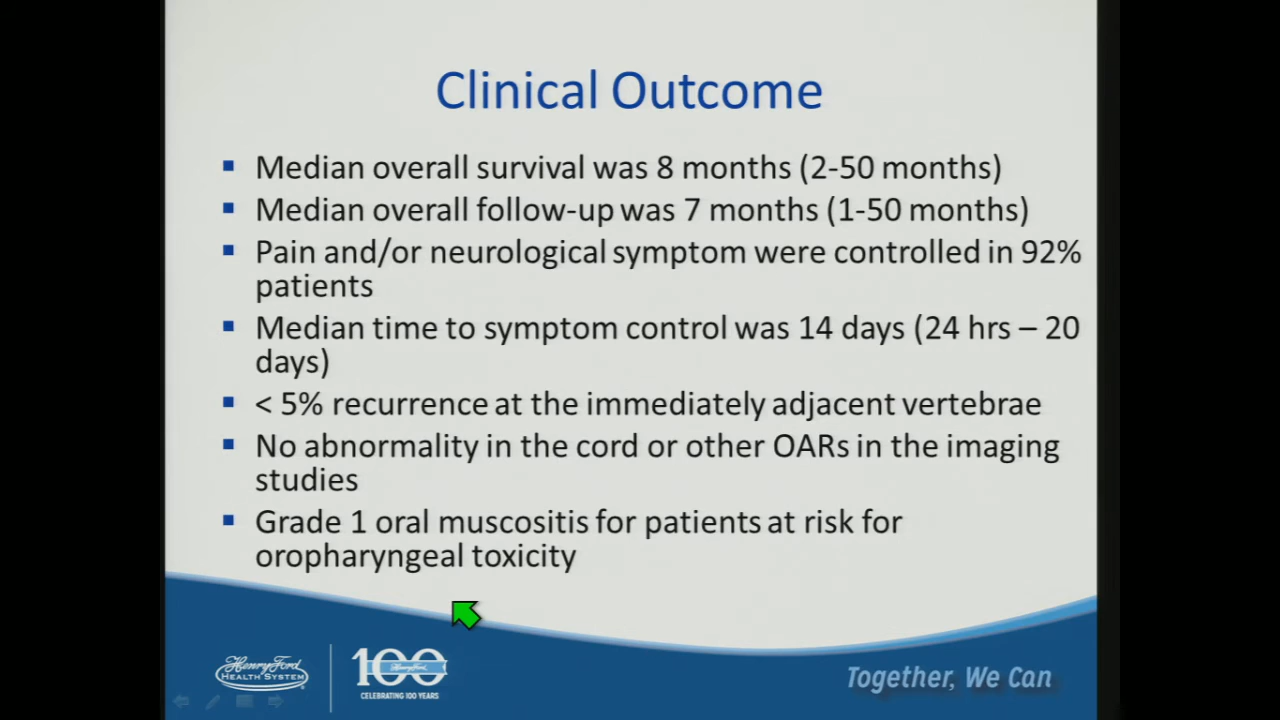 Clinical Outcome
Median overall survival was 8 months (2-50 months)
Median overall follow-up was 7 months (1-50 months)
Pain and/or neurological symptom were controlled in 92%
patients
Median time to symptom control was 14 days (24 hrs – 20
days)
< 5% recurrence at the immediately adjacent vertebrae
No abnormality in the cord or other OARs in the imaging
studies
Grade 1 oral muscositis for patients at risk for
oropharyngeal toxicity
Henry Ford
HEALTH SYSTEM
100
Henry Ford
CELEBRATING 100 YEARS
Together, We Can